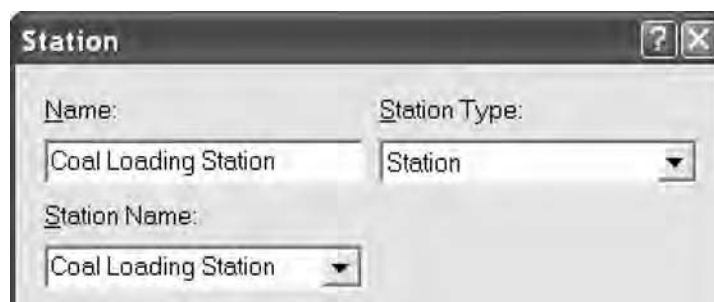 Station
Name:
Station Type:
Coal Loading Station
Station
Station Name:
Coal Loading Station